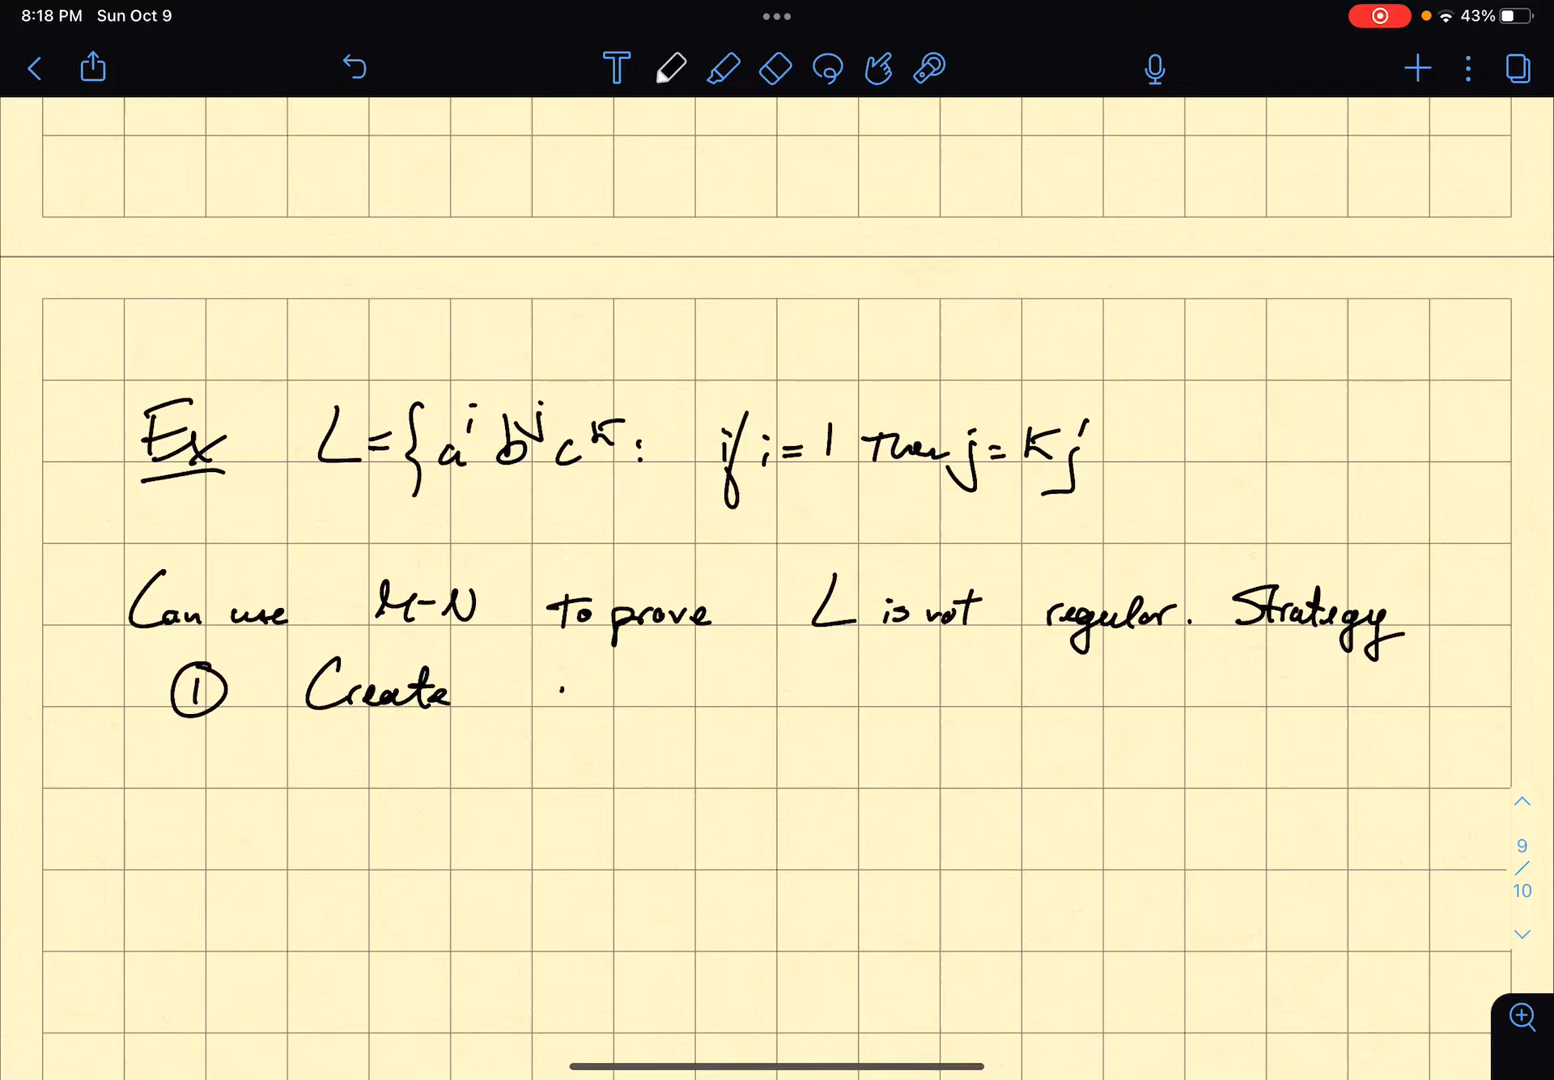 8:18 PM Sun Oct 9
43%
Ex L = { a^i b^j c^k : if i = 1 then j = k }
Can use M-N to prove L is not regular. Strategy
① Create
9
/
10